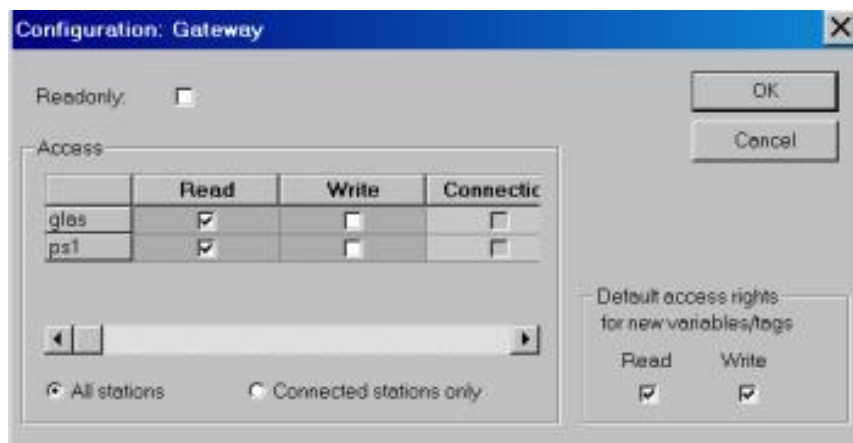 Configuration: Gateway
Readonly:
OK
Cancel
Access
Read Write Connectic
glas
ps1
All stations Connected stations only
Default access rights
for new variables/tags
Read Write